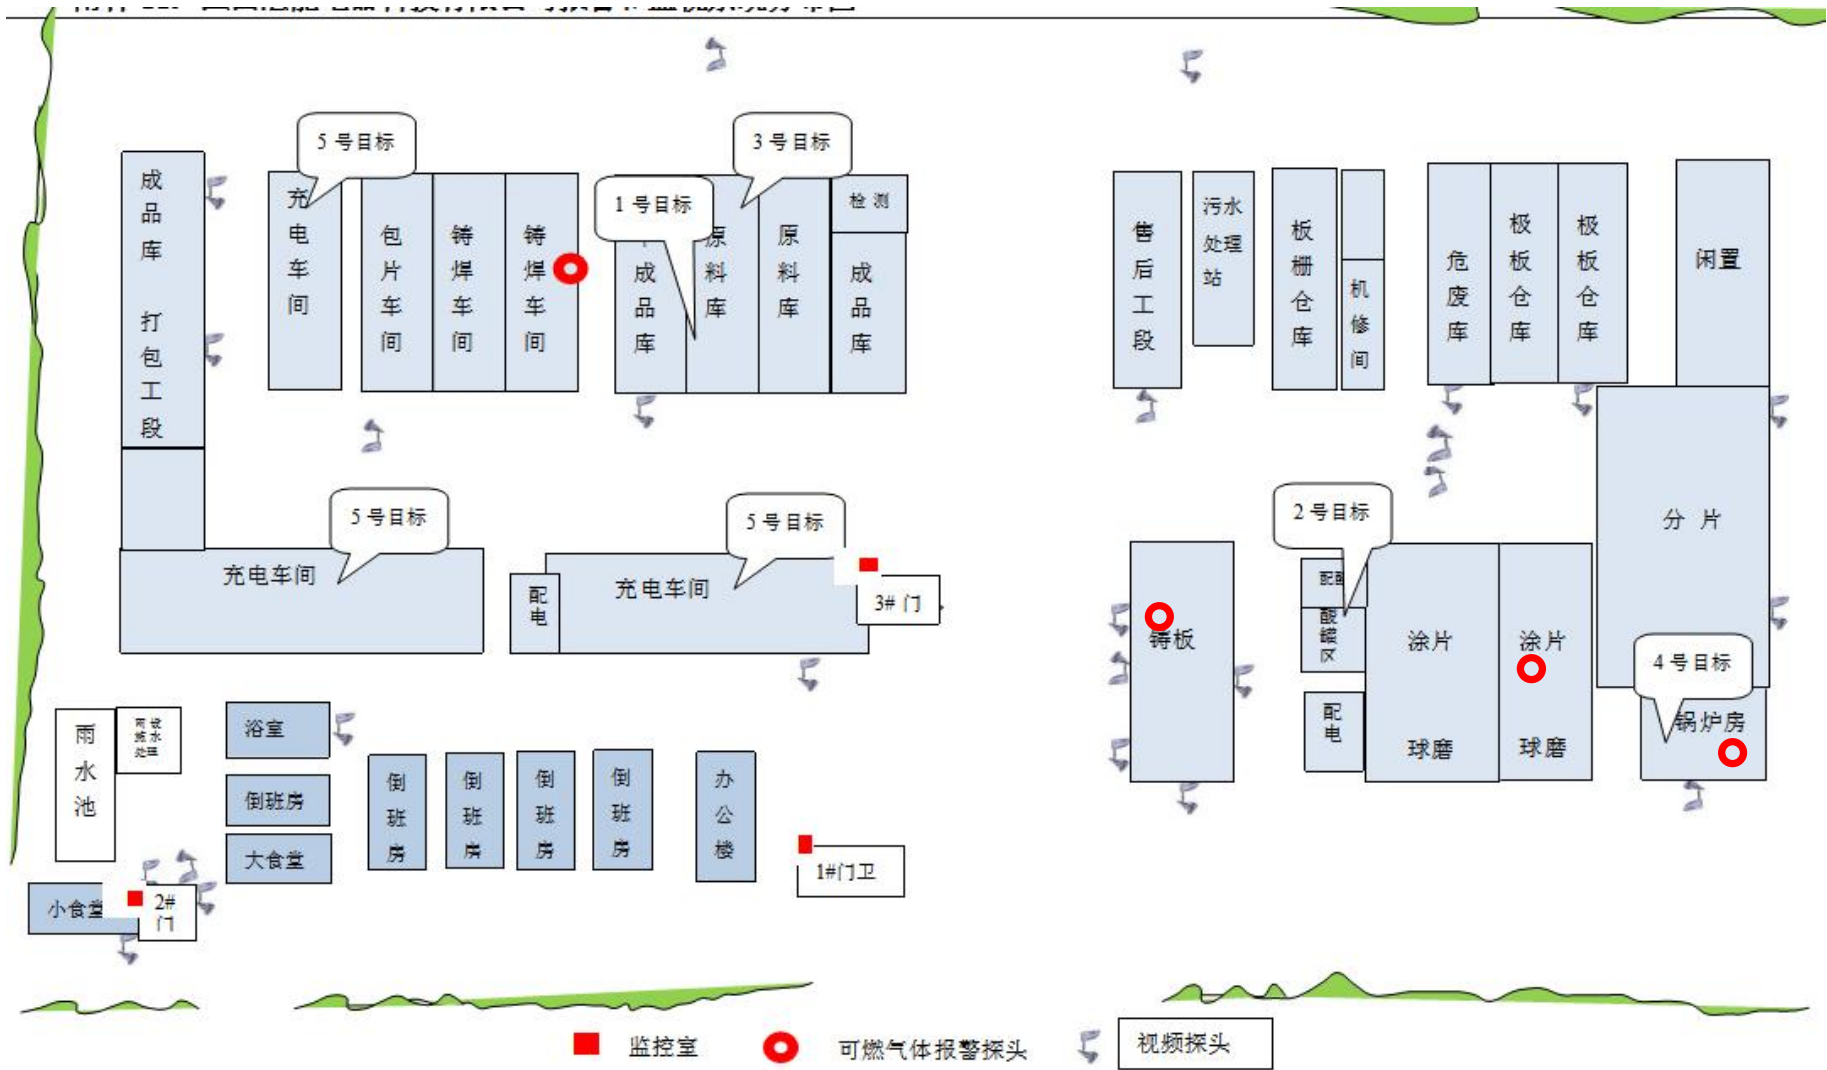 5 号目标
3 号目标
1 号目标
成品库 打包工段
充电车间
包片车间
铸焊车间
铸焊车间
成品库
原料库
原料库
检 测
成品库
售后工段
污水处理站
板栅仓库
机修间
危废库
极板仓库
极板仓库
闲置
5 号目标
5 号目标
2 号目标
分 片
充电车间
配电
充电车间
3# 门
铸板
酸罐区
涂片
涂片
4 号目标
配电
球磨
球磨
锅炉房
雨水池
浴室
倒班房
大食堂
倒班房
倒班房
倒班房
倒班房
办公楼
1#门卫
小食堂
2#门
监控室
可燃气体报警探头
视频探头